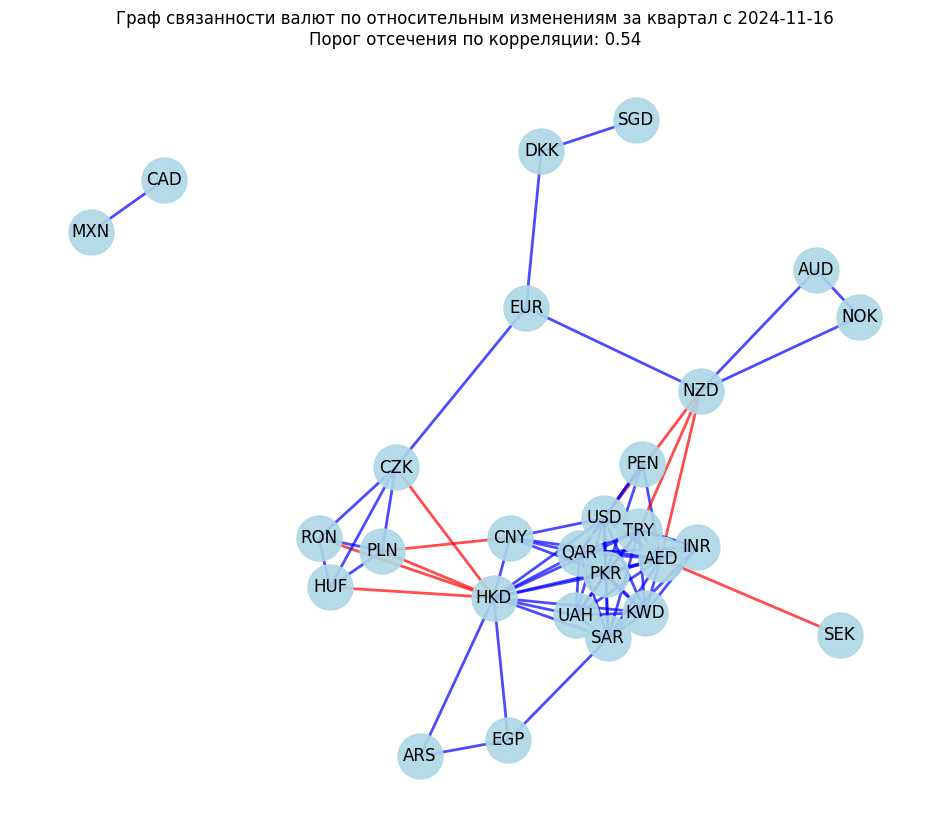 Граф связанности валют по относительным изменениям за квартал с 2024-11-16
Порог отсечения по корреляции: 0.54
SGD
DKK
CAD
MXN
AUD
EUR
NOK
NZD
PEN
CZK
USD
TRY
RON
CNY
INR
PLN
QAR
AED
PKR
HUF
HKD
KWD
UAH
SAR
SEK
EGP
ARS